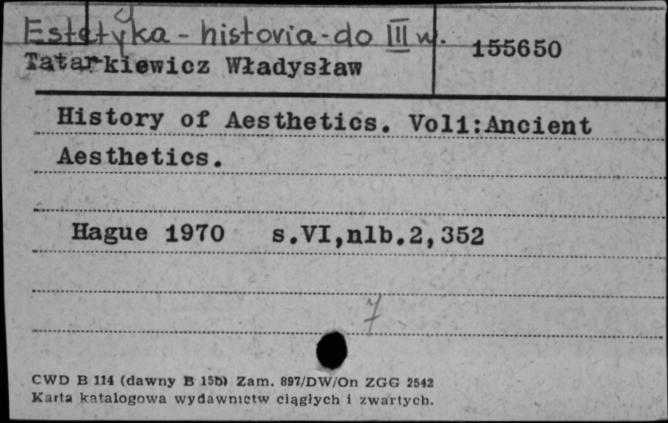 Estetyka - historia - do III w.
155650
Tatarkiewicz Władysław
History of Aesthetics. Vol1:Ancient
Aesthetics.
Hague 1970 s.VI,nlb.2,352
7
CWD B 114 (dawny B 15b) Zam. 897/DW/On ZGG 2542
Karta katalogowa wydawnictw ciągłych i zwartych.